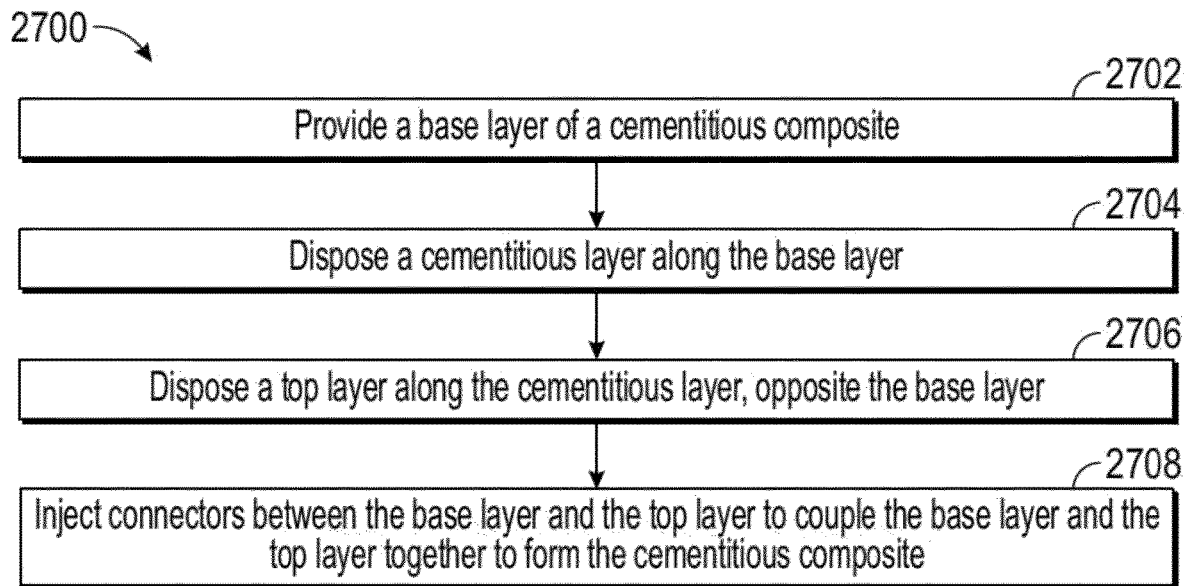 2700
2702
Provide a base layer of a cementitious composite
2704
Dispose a cementitious layer along the base layer
2706
Dispose a top layer along the cementitious layer, opposite the base layer
2708
Inject connectors between the base layer and the top layer to couple the base layer and the
top layer together to form the cementitious composite